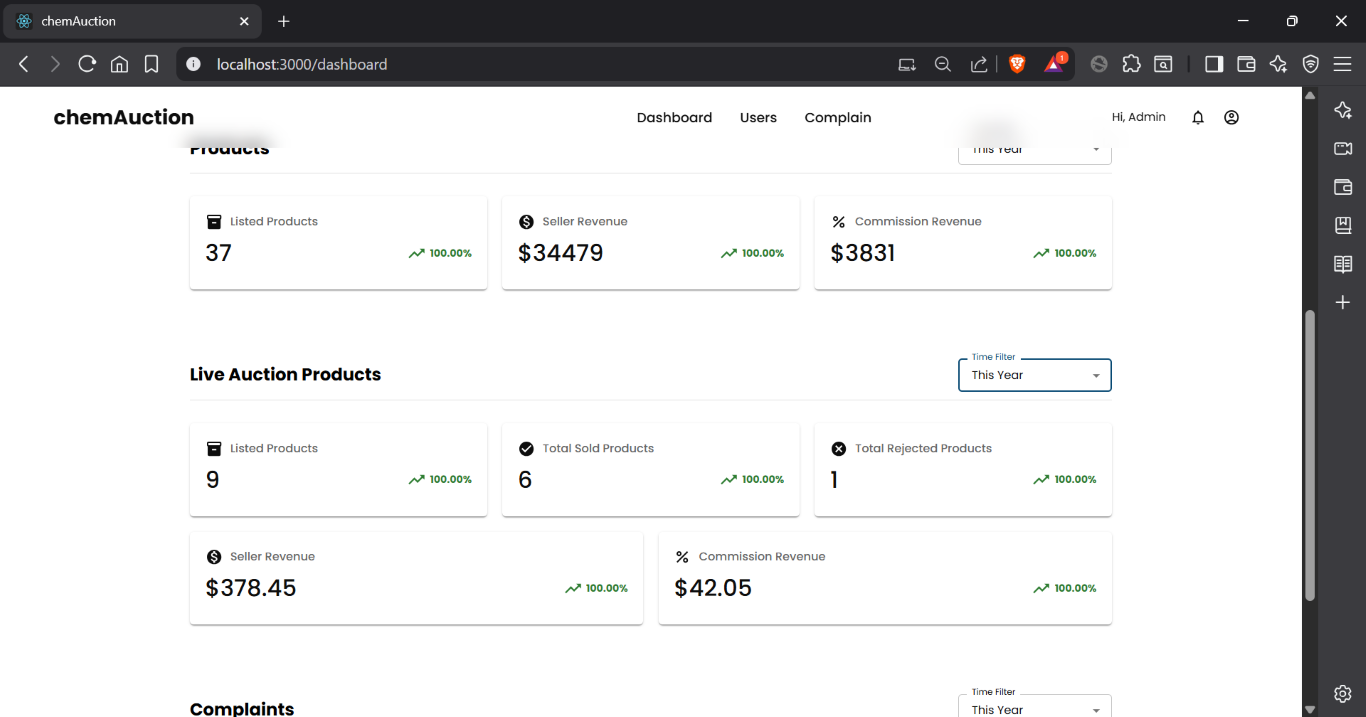 chemAuction
localhost:3000/dashboard
1
chemAuction
Dashboard Users Complain
Hi, Admin
Products
This Year
Listed Products
37
100.00%
Seller Revenue
$34479
100.00%
Commission Revenue
$3831
100.00%
Live Auction Products
Time Filter
This Year
Listed Products
9
100.00%
Total Sold Products
6
100.00%
Total Rejected Products
1
100.00%
Seller Revenue
$378.45
100.00%
Commission Revenue
$42.05
100.00%
Complaints
Time Filter
This Year